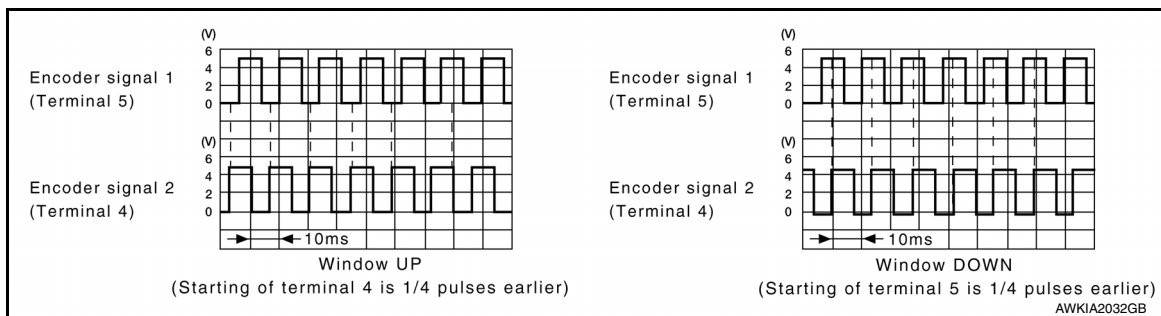 (V)
6
4
2
0
Encoder signal 1
(Terminal 5)
(V)
6
4
2
0
Encoder signal 2
(Terminal 4)
10ms
Window UP
(Starting of terminal 4 is 1/4 pulses earlier)
(V)
6
4
2
0
Encoder signal 1
(Terminal 5)
(V)
6
4
2
0
Encoder signal 2
(Terminal 4)
10ms
Window DOWN
(Starting of terminal 5 is 1/4 pulses earlier)
AWKIA2032GB